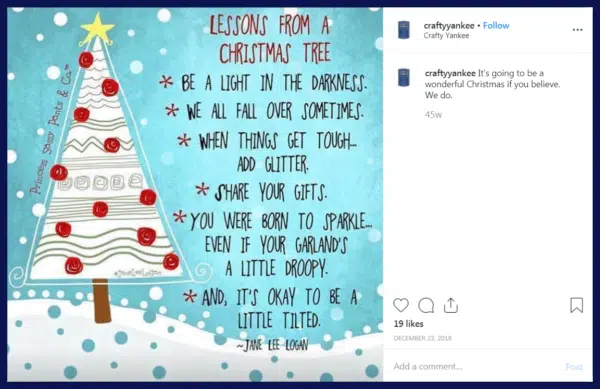 LESSONS FROM A
CHRISTMAS TREE
* BE A LIGHT IN THE DARKNESS.
* WE ALL FALL OVER SOMETIMES.
* WHEN THINGS GET TOUGH...
ADD GLITTER.
* SHARE YOUR GIFTS.
* YOU WERE BORN TO SPARKLE...
EVEN IF YOUR GARLAND'S
A LITTLE DROOPY.
* AND, IT'S OKAY TO BE A
LITTLE TILTED.
~JANE LEE LOGAN
Princess Sassy Pants & Co.™
©JaneLeeLogan
craftyyankee • Follow
Crafty Yankee
craftyyankee It's going to be a
wonderful Christmas if you believe.
We do.
45w
19 likes
DECEMBER 23, 2018
Add a comment...
Post